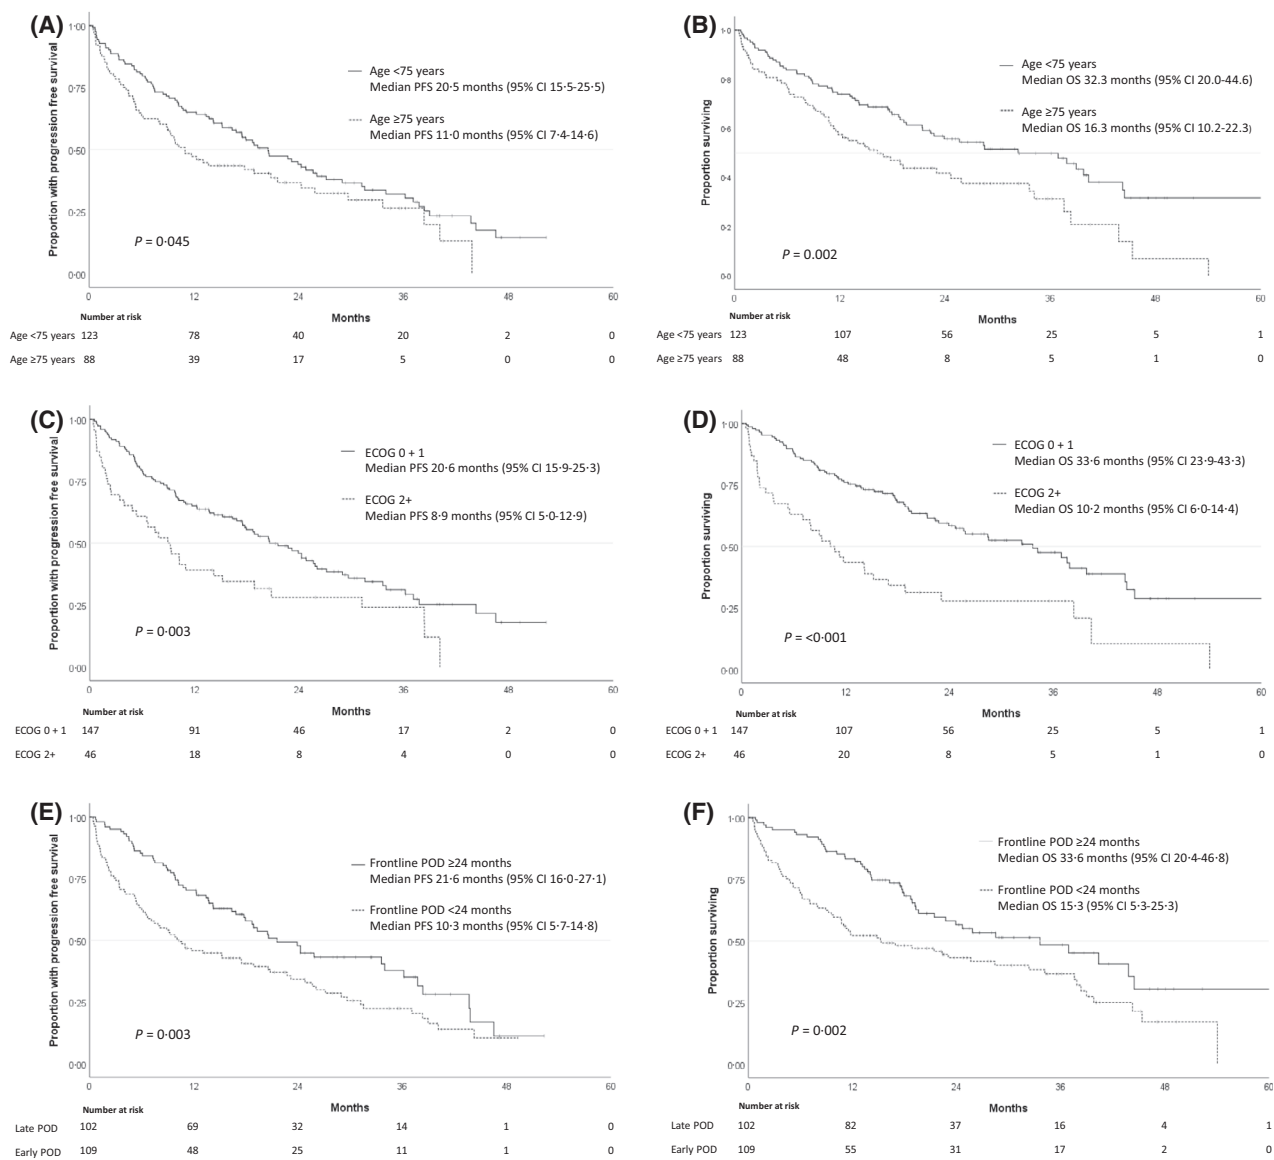 (A)
Proportion with progression free survival
1·00
0·75
0·50
0·25
0·00
Age <75 years
Median PFS 20·5 months (95% CI 15·5-25·5)
Age ≥75 years
Median PFS 11·0 months (95% CI 7·4-14·6)
P = 0·045
0 12 24 36 48 60
Number at risk
Months
Age <75 years 123 78 40 20 2 0
Age ≥75 years 88 39 17 5 0 0
(B)
Proportion surviving
1·0
0·8
0·6
0·4
0·2
0·0
Age <75 years
Median OS 32.3 months (95% CI 20.0-44.6)
Age ≥75 years
Median OS 16.3 months (95% CI 10.2-22.3)
P = 0.002
0 12 24 36 48 60
Number at risk
Months
Age <75 years 123 107 56 25 5 1
Age ≥75 years 88 48 8 5 1 0
(C)
Proportion with progression free survival
1·00
0·75
0·50
0·25
0·00
ECOG 0 + 1
Median PFS 20·6 months (95% CI 15·9-25·3)
ECOG 2+
Median PFS 8·9 months (95% CI 5·0-12·9)
P = 0·003
0 12 24 36 48 60
Number at risk
Months
ECOG 0 + 1 147 91 46 17 2 0
ECOG 2+ 46 18 8 4 0 0
(D)
Proportion surviving
1·00
0·75
0·50
0·25
0·00
ECOG 0 + 1
Median OS 33·6 months (95% CI 23·9-43·3)
ECOG 2+
Median OS 10·2 months (95% CI 6·0-14·4)
P = <0·001
0 12 24 36 48 60
Number at risk
Months
ECOG 0 + 1 147 107 56 25 5 1
ECOG 2+ 46 20 8 5 1 0
(E)
Proportion with progression free survival
1·00
0·75
0·50
0·25
0·00
Frontline POD ≥24 months
Median PFS 21·6 months (95% CI 16·0-27·1)
Frontline POD <24 months
Median PFS 10·3 months (95% CI 5·7-14·8)
P = 0·003
0 12 24 36 48 60
Number at risk
Months
Late POD 102 69 32 14 1 0
Early POD 109 48 25 11 1 0
(F)
Proportion surviving
1·00
0·75
0·50
0·25
0·00
Frontline POD ≥24 months
Median OS 33·6 months (95% CI 20·4-46·8)
Frontline POD <24 months
Median OS 15·3 (95% CI 5·3-25·3)
P = 0·002
0 12 24 36 48 60
Number at risk
Months
Late POD 102 82 37 16 4 1
Early POD 109 55 31 17 2 0